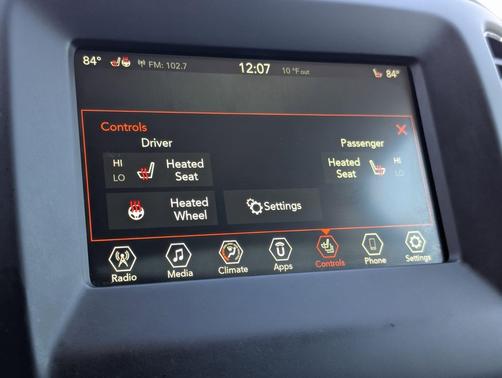 84° FM: 102.7 12:07 10 °F out 84°
Controls
Driver Passenger
HI
LO
Heated
Seat
Heated
Seat
HI
LO
Heated
Wheel
Settings
Radio Media Climate Apps Controls Phone Settings